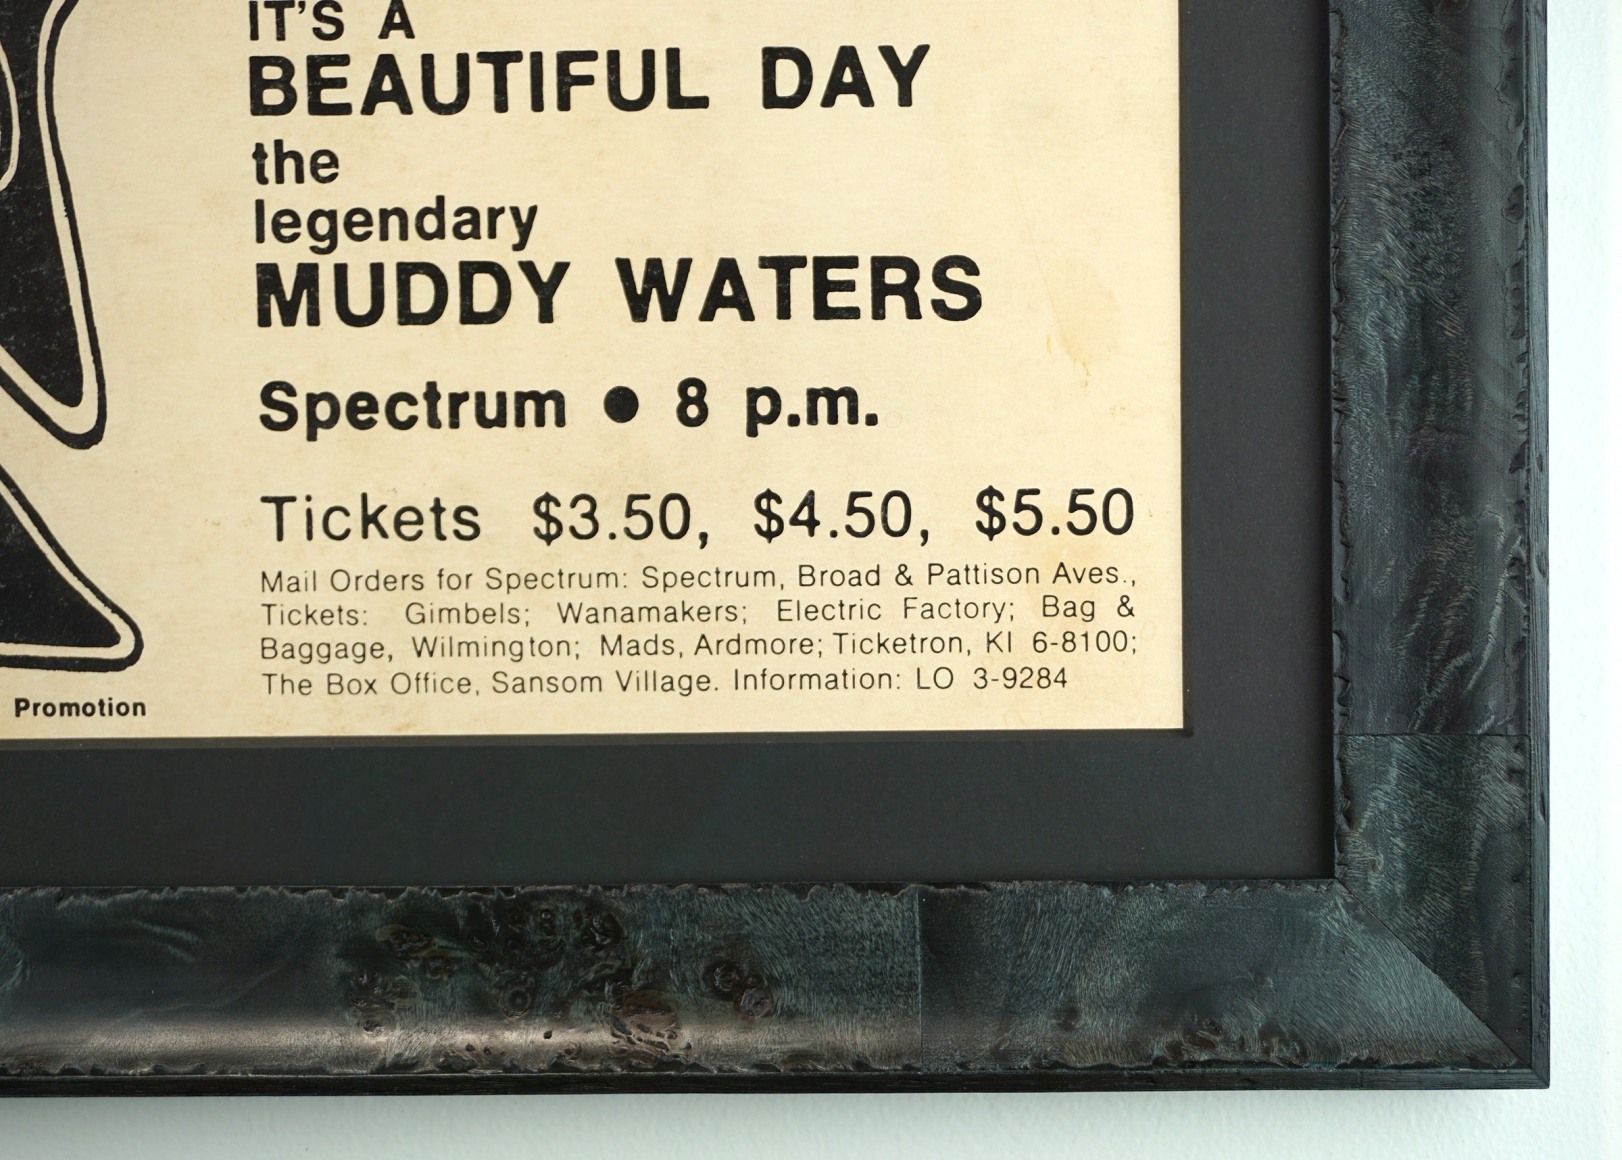 IT'S A
BEAUTIFUL DAY
the
legendary
MUDDY WATERS
Spectrum • 8 p.m.
Tickets $3.50, $4.50, $5.50
Mail Orders for Spectrum: Spectrum, Broad & Pattison Aves.,
Tickets: Gimbels; Wanamakers; Electric Factory; Bag &
Baggage, Wilmington; Mads, Ardmore; Ticketron, KI 6-8100;
The Box Office, Sansom Village. Information: LO 3-9284
Promotion